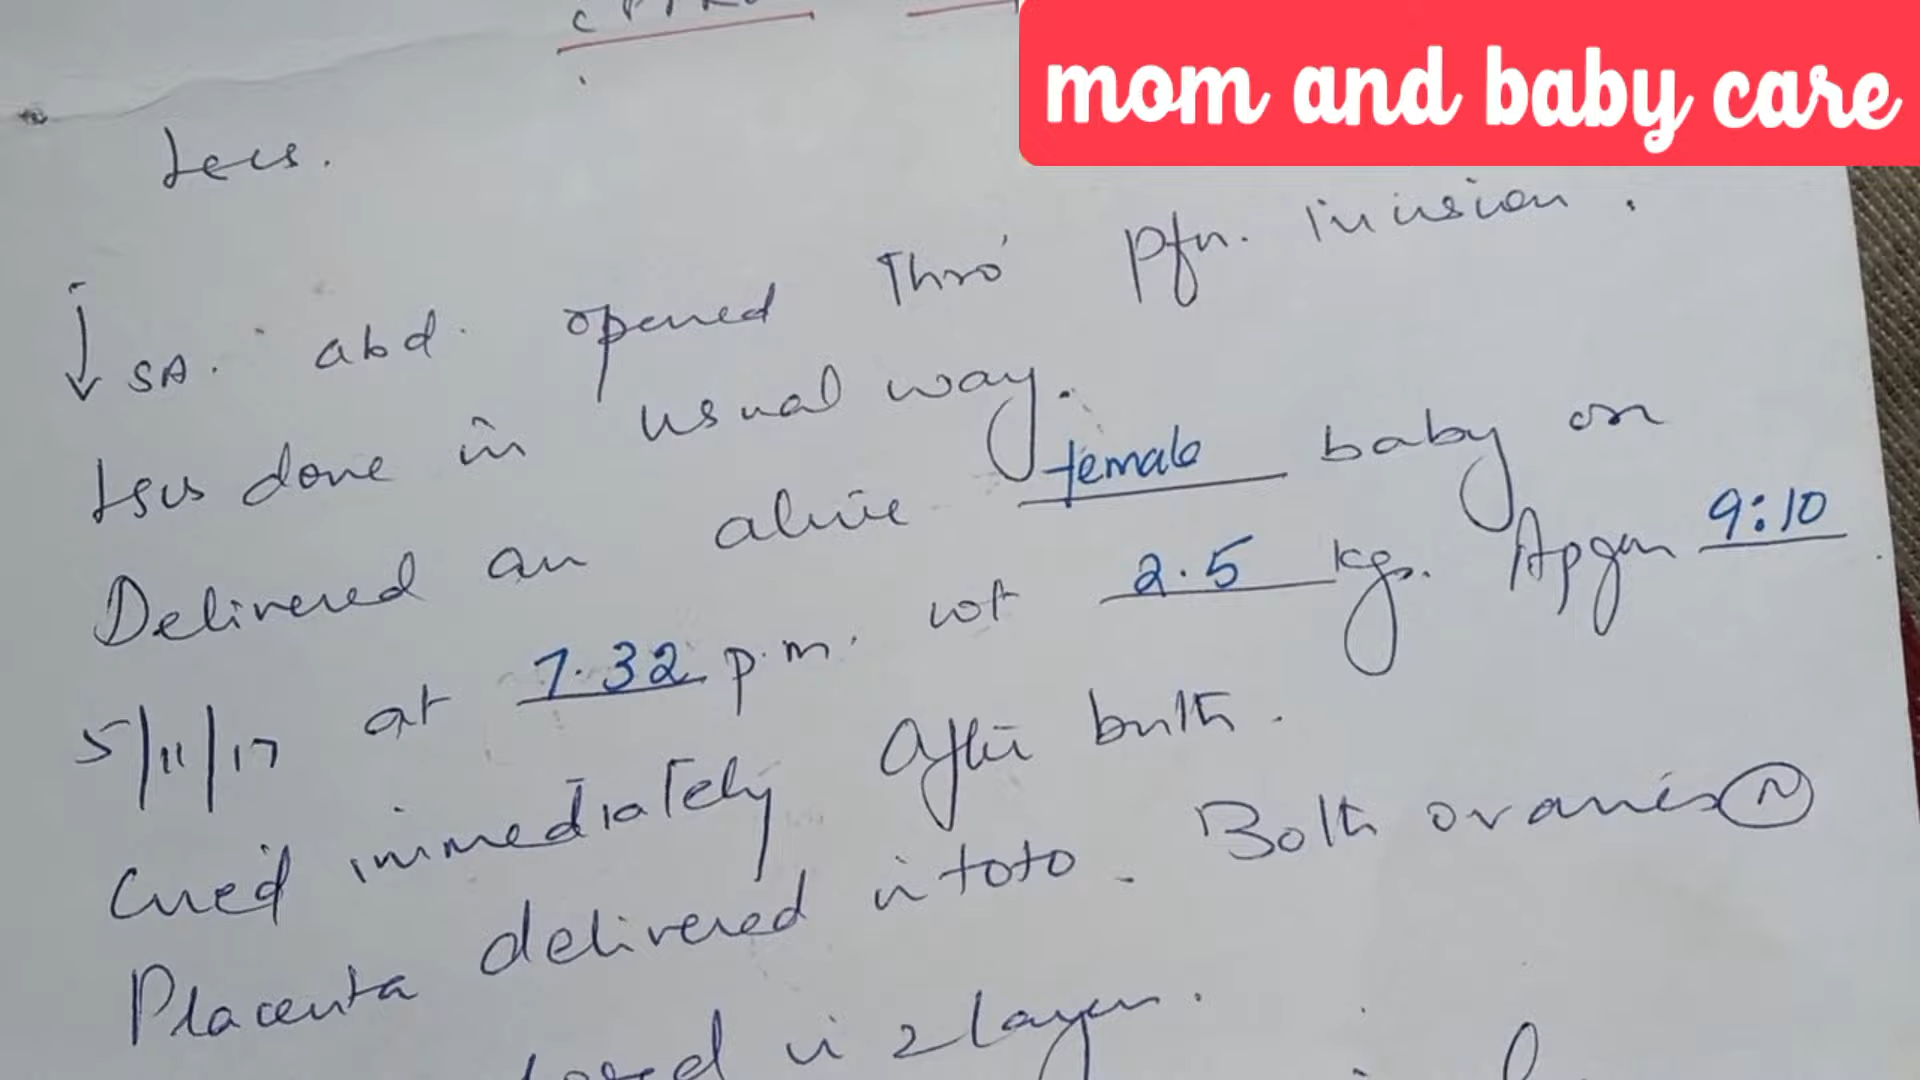 mom and baby care
Lscs.
↓ SA. abd. opened Thro' Pfn. Incision.
Lscs done in usual way.
Delivered an alive female baby on
5/11/17 at 7.32 p.m. wt 2.5 kgs. Apgar 9:10
Cried immediately After birth.
Placenta delivered in toto. Both ovaries Ⓝ
in 2 layers.